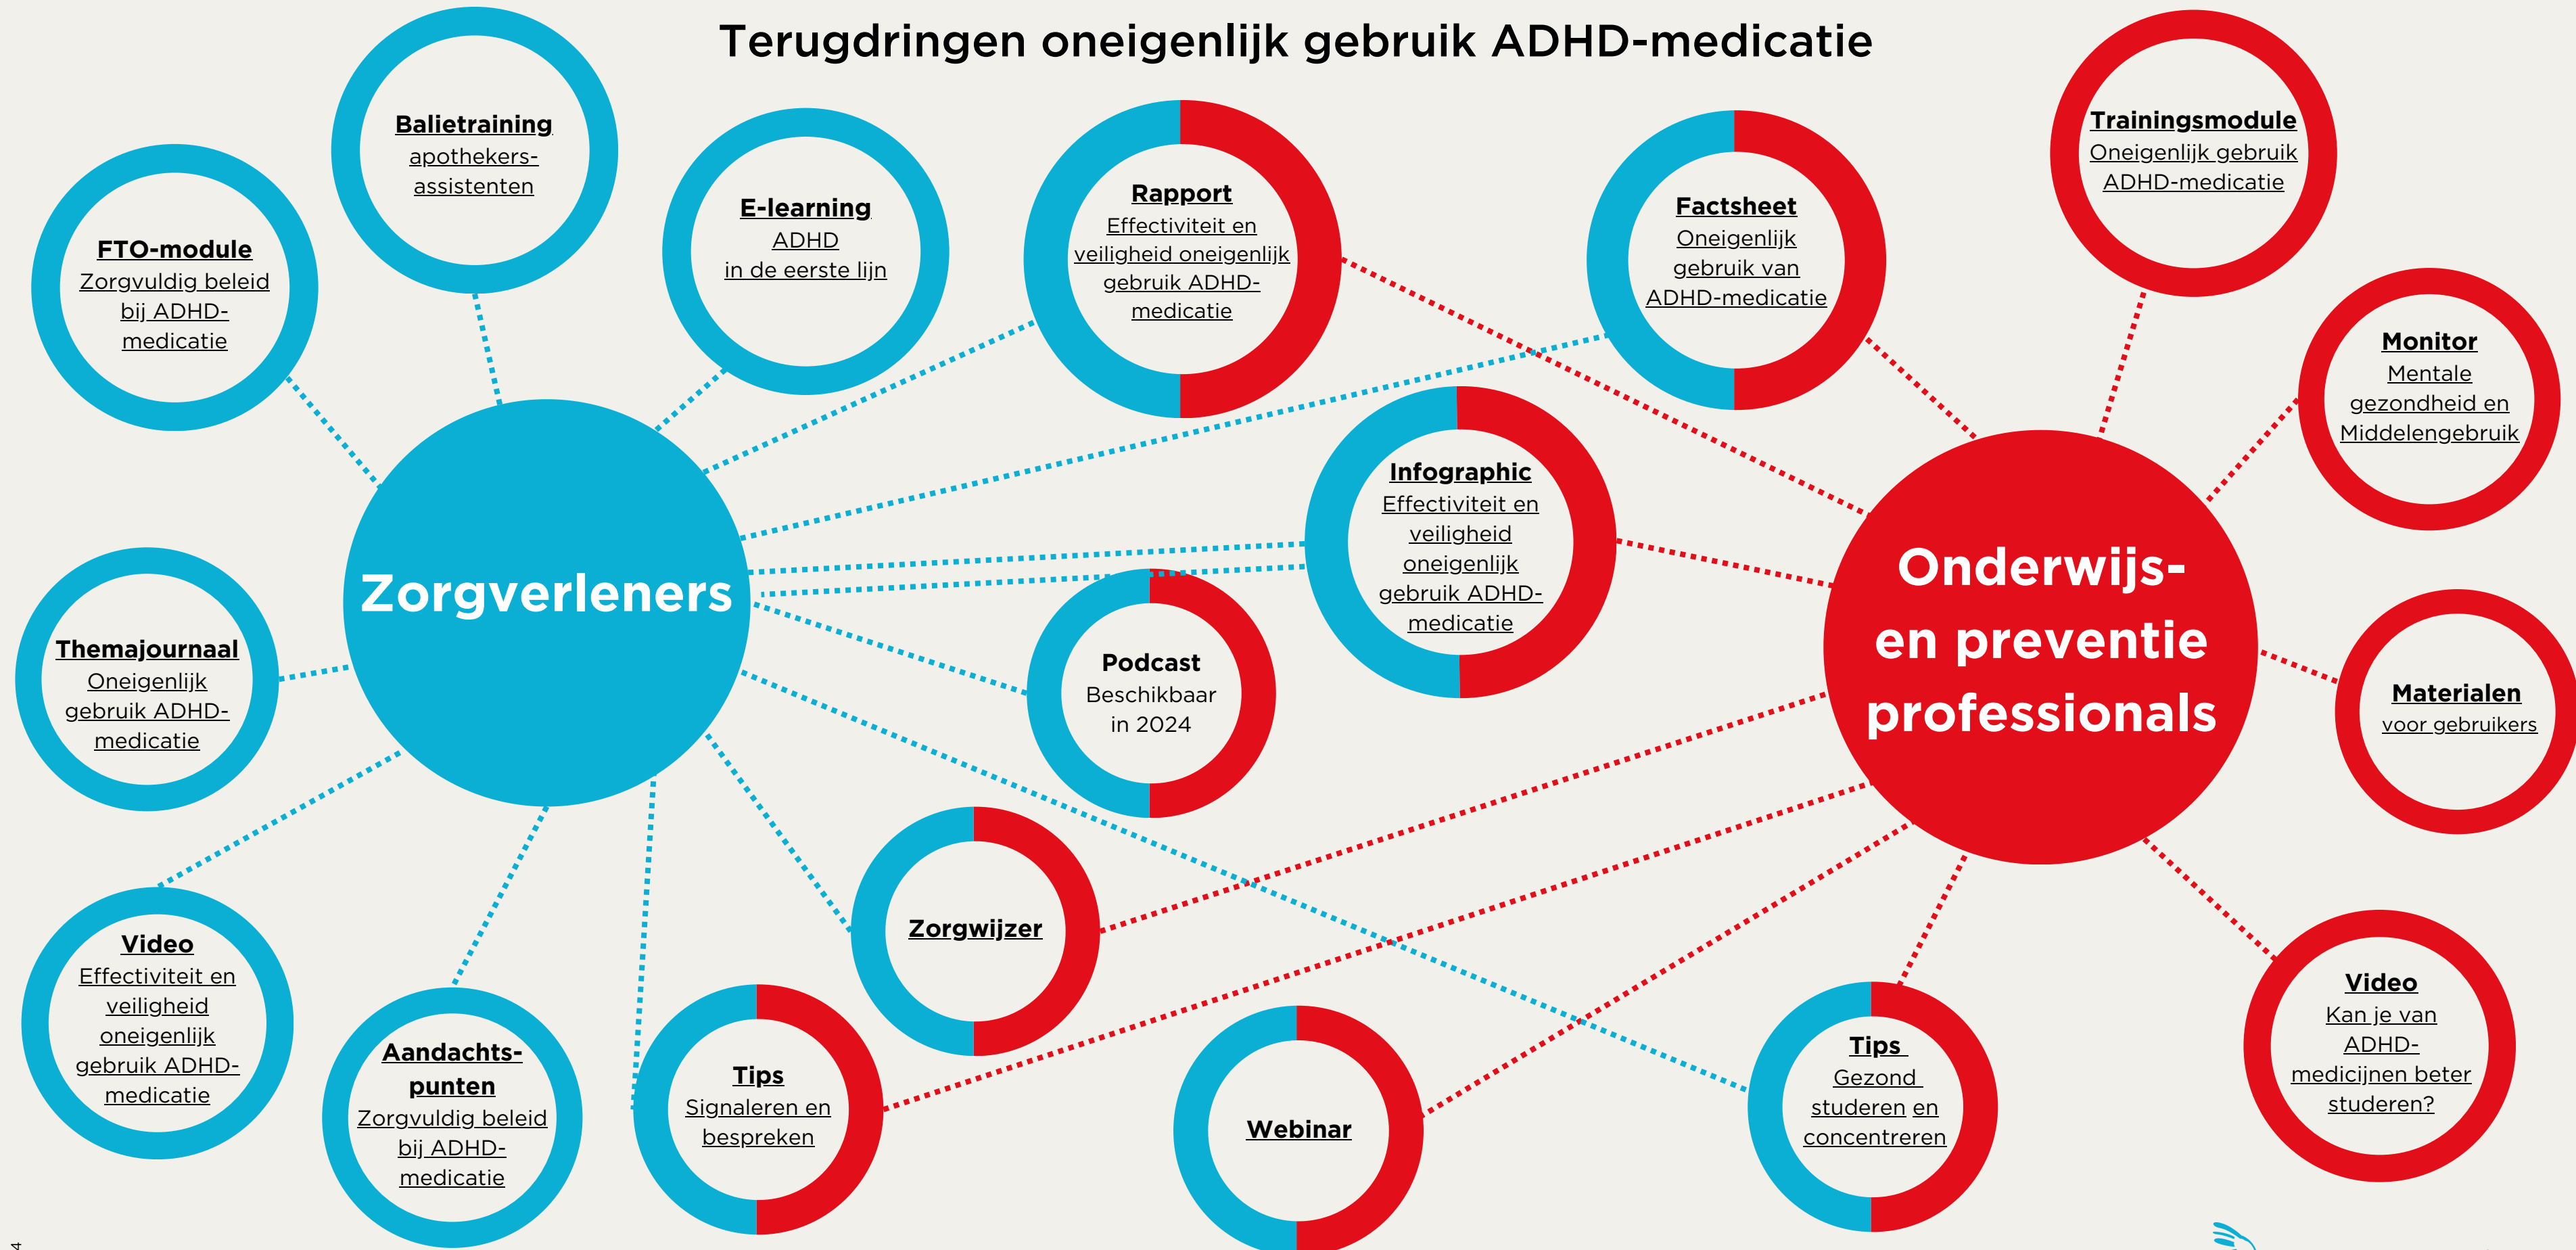 Terugdringen oneigenlijk gebruik ADHD-medicatie
Balietraining
apothekers-
assistenten
FTO-module
Zorgvuldig beleid
bij ADHD-
medicatie
E-learning
ADHD
in de eerste lijn
Rapport
Effectiviteit en
veiligheid oneigenlijk
gebruik ADHD-
medicatie
Factsheet
Oneigenlijk
gebruik van
ADHD-medicatie
Trainingsmodule
Oneigenlijk gebruik
ADHD-medicatie
Monitor
Mentale
gezondheid en
Middelengebruik
Infographic
Effectiviteit en
veiligheid
oneigenlijk
gebruik ADHD-
medicatie
Zorgverleners
Onderwijs-
en preventie
professionals
Themajournaal
Oneigenlijk
gebruik ADHD-
medicatie
Podcast
Beschikbaar
in 2024
Materialen
voor gebruikers
Zorgwijzer
Video
Effectiviteit en
veiligheid
oneigenlijk
gebruik ADHD-
medicatie
Aandachts-
punten
Zorgvuldig beleid
bij ADHD-
medicatie
Tips
Signaleren en
bespreken
Webinar
Tips
Gezond
studeren en
concentreren
Video
Kan je van
ADHD-
medicijnen beter
studeren?
4